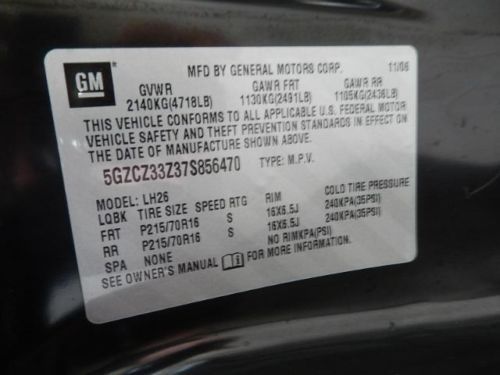 GM
MFD BY GENERAL MOTORS CORP. 11/06
GVWR GAWR FRT GAWR RR
2140KG(4718LB) 1130KG(2491LB) 1105KG(2436LB)
THIS VEHICLE CONFORMS TO ALL APPLICABLE U.S. FEDERAL MOTOR
VEHICLE SAFETY AND THEFT PREVENTION STANDARDS IN EFFECT ON
THE DATE OF MANUFACTURE SHOWN ABOVE.
5GZCZ33Z37S856470 TYPE: M.P.V.
MODEL: LH26
LQBK TIRE SIZE SPEED RTG RIM COLD TIRE PRESSURE
FRT P215/70R16 S 16X6.5J 240KPA(35PSI)
RR P215/70R16 S 16X6.5J 240KPA(35PSI)
SPA NONE NO RIMKPA(PSI)
SEE OWNER'S MANUAL FOR MORE INFORMATION.